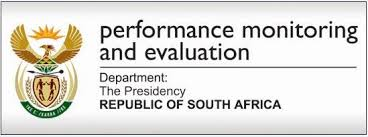 performance monitoring
and evaluation
Department:
The Presidency
REPUBLIC OF SOUTH AFRICA